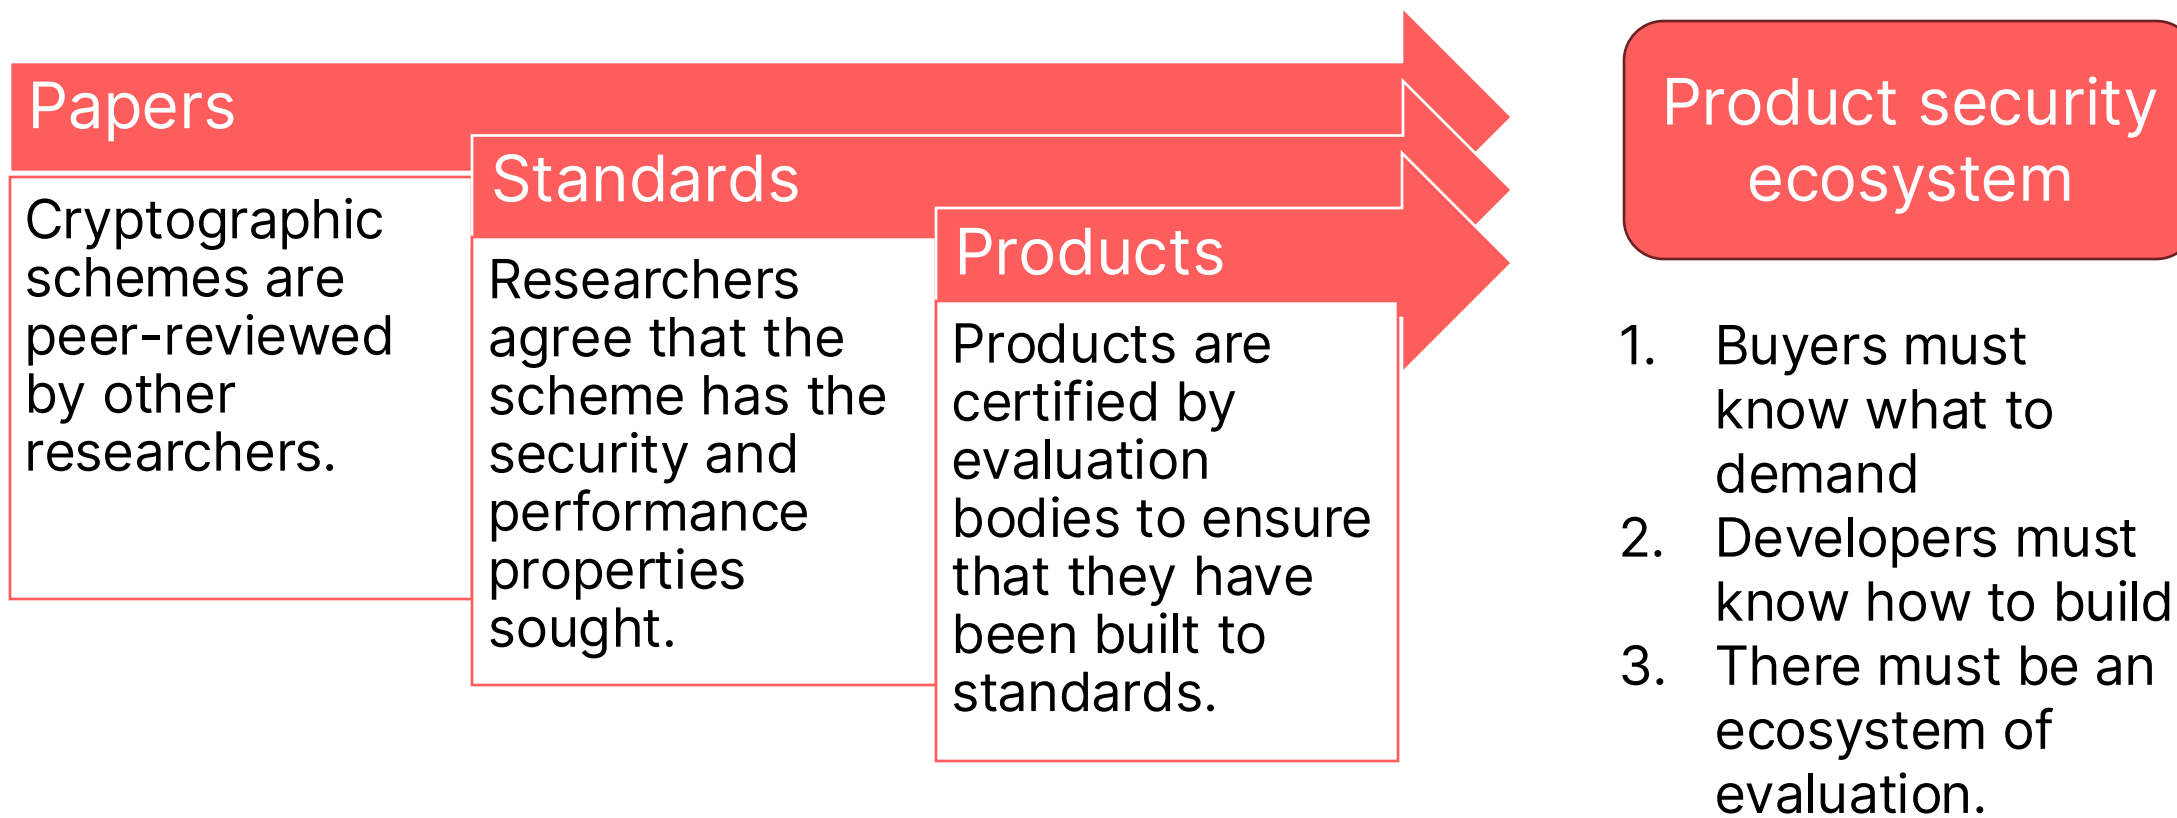 Papers
Cryptographic
schemes are
peer-reviewed
by other
researchers.
Standards
Researchers
agree that the
scheme has the
security and
performance
properties
sought.
Products
Products are
certified by
evaluation
bodies to ensure
that they have
been built to
standards.
Product security
ecosystem
1. Buyers must
know what to
demand
2. Developers must
know how to build
3. There must be an
ecosystem of
evaluation.